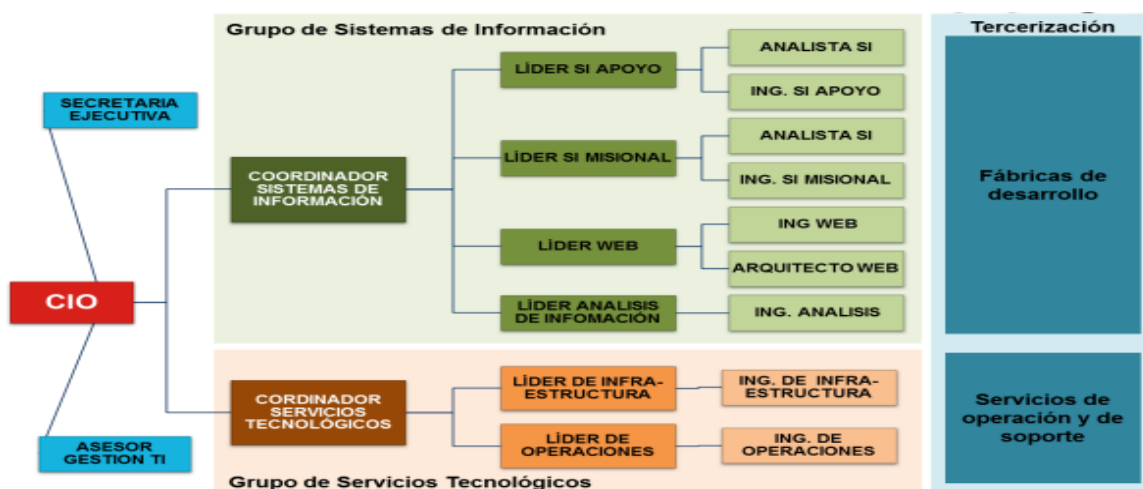 Grupo de Sistemas de Información
Tercerización
SECRETARIA
EJECUTIVA
CIO
ASESOR
GESTION TI
COORDINADOR
SISTEMAS DE
INFORMACIÓN
LÍDER SI APOYO
ANALISTA SI
ING. SI APOYO
LÍDER SI MISIONAL
ANALISTA SI
ING. SI MISIONAL
LÍDER WEB
ING WEB
ARQUITECTO WEB
LÍDER ANALISIS
DE INFOMACIÓN
ING. ANALISIS
Fábricas de
desarrollo
CORDINADOR
SERVICIOS
TECNOLÓGICOS
LÍDER DE INFRA-
ESTRUCTURA
ING. DE INFRA-
ESTRUCTURA
LÍDER DE
OPERACIONES
ING. DE
OPERACIONES
Servicios de
operación y de
soporte
Grupo de Servicios Tecnológicos